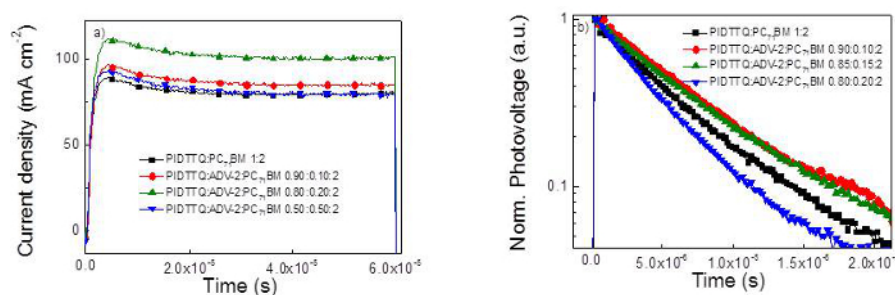 a)
Current density (mA cm⁻²)
100
50
0
PIDTTQ:PC₇₁BM 1:2
PIDTTQ:ADV-2:PC₇₁BM 0.90:0.10:2
PIDTTQ:ADV-2:PC₇₁BM 0.80:0.20:2
PIDTTQ:ADV-2:PC₇₁BM 0.50:0.50:2
0.0 2.0x10⁻⁵ 4.0x10⁻⁵ 6.0x10⁻⁵
Time (s)
b)
Norm. Photovoltage (a.u.)
1
0.1
PIDTTQ:PC₇₁BM 1:2
PIDTTQ:ADV-2:PC₇₁BM 0.90:0.10:2
PIDTTQ:ADV-2:PC₇₁BM 0.85:0.15:2
PIDTTQ:ADV-2:PC₇₁BM 0.80:0.20:2
0.0 5.0x10⁻⁶ 1.0x10⁻⁵ 1.5x10⁻⁵ 2.0x1
Time (s)